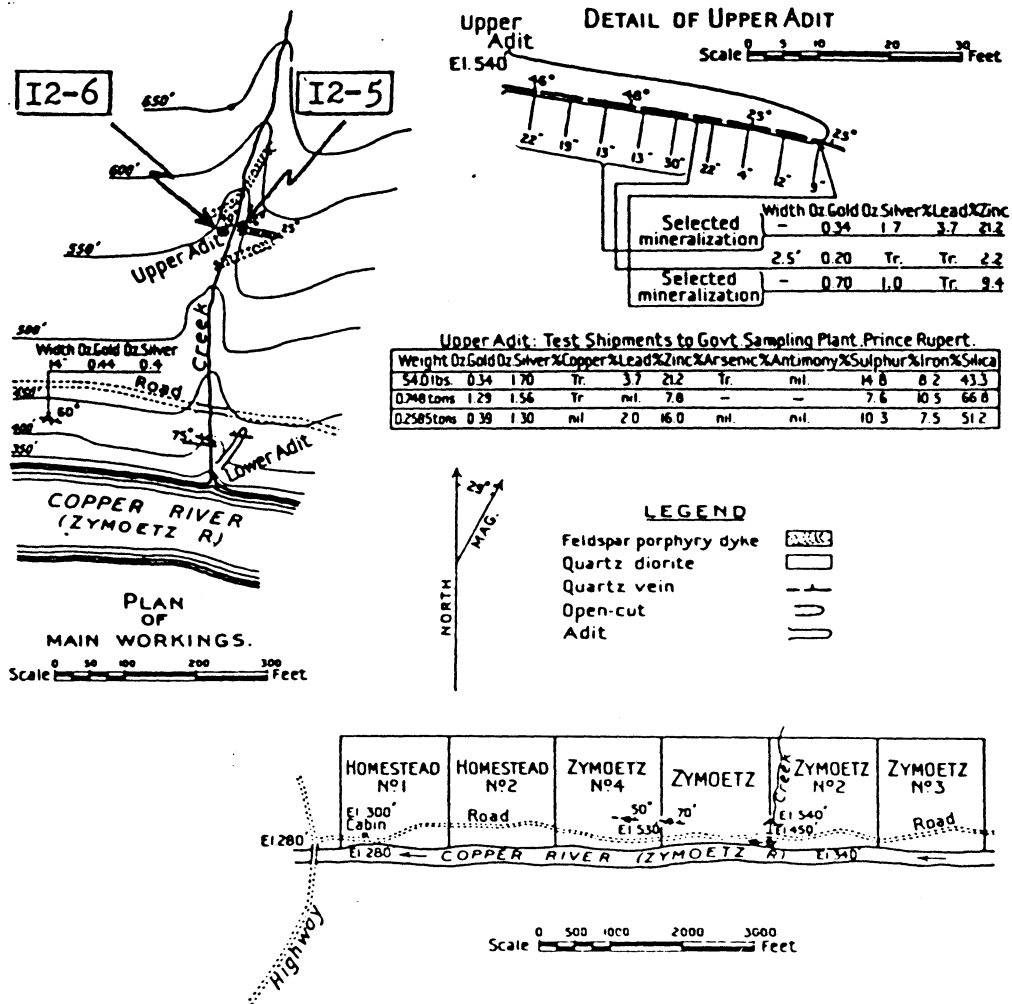 DETAIL OF UPPER ADIT
Upper
Adit
El. 540'
Scale 0 5 10 20 30 Feet
46° 46° 25° 25°
22" 19" 13" 13" 30" 22" 4" 12" 9"
Width Oz.Gold Oz.Silver %Lead %Zinc
Selected
mineralization
- 0.34 1.7 3.7 21.2
2.5' 0.20 Tr. Tr. 2.2
Selected
mineralization
- 0.70 1.0 Tr. 9.4
I2-6
I2-5
650'
600'
550'
Upper Adit
25°
500'
Creek
Width Oz.Gold Oz.Silver
14" 0.44 0.4
Road
450'
60°
400'
75°
350'
Lower Adit
COPPER RIVER
(ZYMOETZ R.)
PLAN
OF
MAIN WORKINGS.
Scale 0 50 100 200 300 Feet
Upper Adit: Test Shipments to Govt Sampling Plant. Prince Rupert.
Weight Oz.Gold Oz.Silver %Copper %Lead %Zinc %Arsenic %Antimony %Sulphur %Iron %Silica
54.0 lbs. 0.34 1.70 Tr. 3.7 21.2 Tr. nil. 14.8 8.2 43.3
0.748 tons 1.29 1.56 Tr nil. 7.8 - - 7.6 10.5 66.8
0.2585 tons 0.39 1.30 nil 2.0 16.0 nil. nil. 10.3 7.5 51.2
29°
MAG.
NORTH
LEGEND
Feldspar porphyry dyke
Quartz diorite
Quartz vein
Open-cut
Adit
HOMESTEAD
Nº1
HOMESTEAD
Nº2
ZYMOETZ
Nº4
ZYMOETZ
Creek
ZYMOETZ
Nº2
ZYMOETZ
Nº3
El 300'
Cabin
Road
50° 70°
El 530
El 540'
El 450'
Road
El 280'
El 280
COPPER RIVER (ZYMOETZ R)
El 340'
Highway
Scale 0 500 1000 2000 3000 Feet